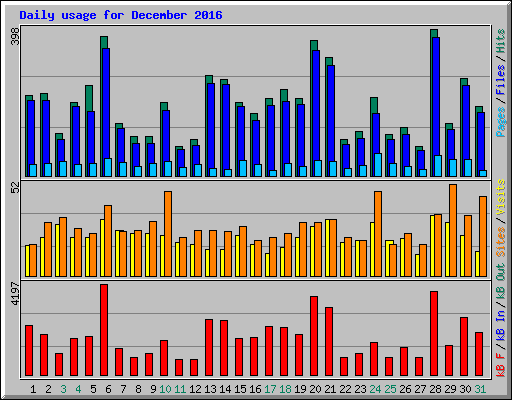 Daily usage for December 2016
398
Pages / Files / Hits
52
Sites / Visits
4197
kB F / kB In / kB Out
1 2 3 4 5 6 7 8 9 10 11 12 13 14 15 16 17 18 19 20 21 22 23 24 25 26 27 28 29 30 31